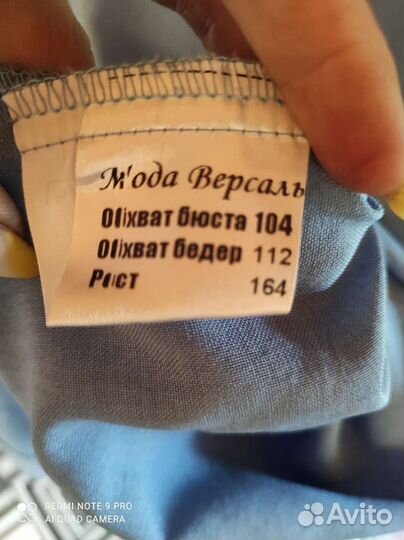 Мода Версаль
Обхват бюста 104
Обхват бедер 112
Рост 164
REDMI NOTE 9 PRO
AI QUAD CAMERA
Avito